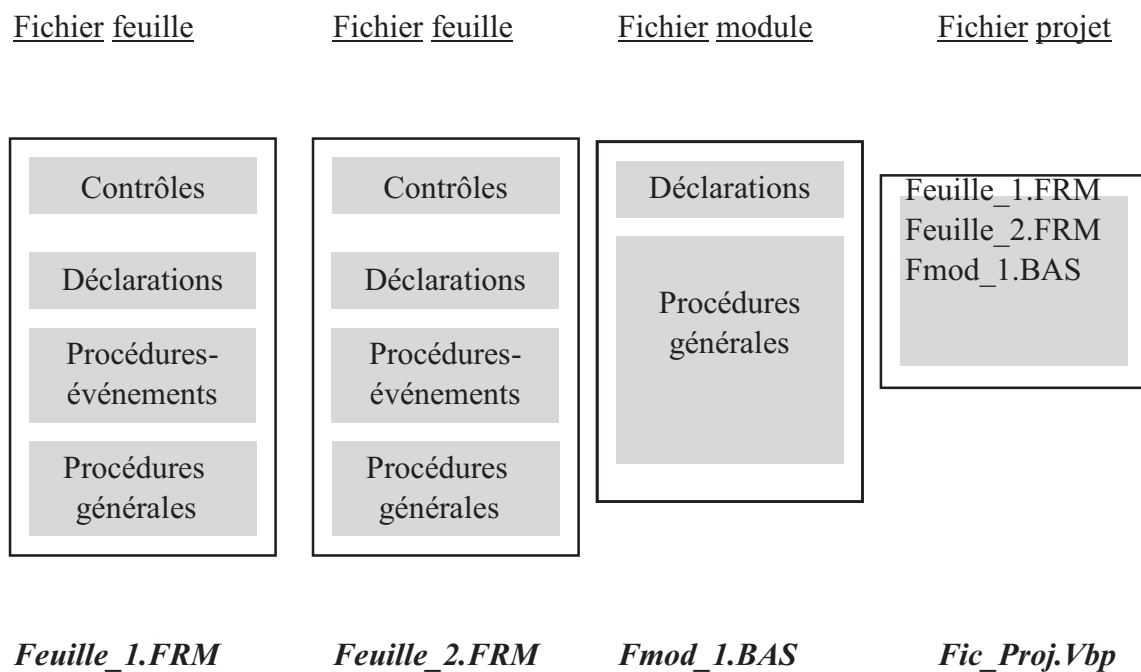 Fichier feuille
Fichier feuille
Fichier module
Fichier projet
Contrôles
Déclarations
Procédures-
événements
Procédures
générales
Contrôles
Déclarations
Procédures-
événements
Procédures
générales
Déclarations
Procédures
générales
Feuille_1.FRM
Feuille_2.FRM
Fmod_1.BAS
Feuille_1.FRM
Feuille_2.FRM
Fmod_1.BAS
Fic_Proj.Vbp